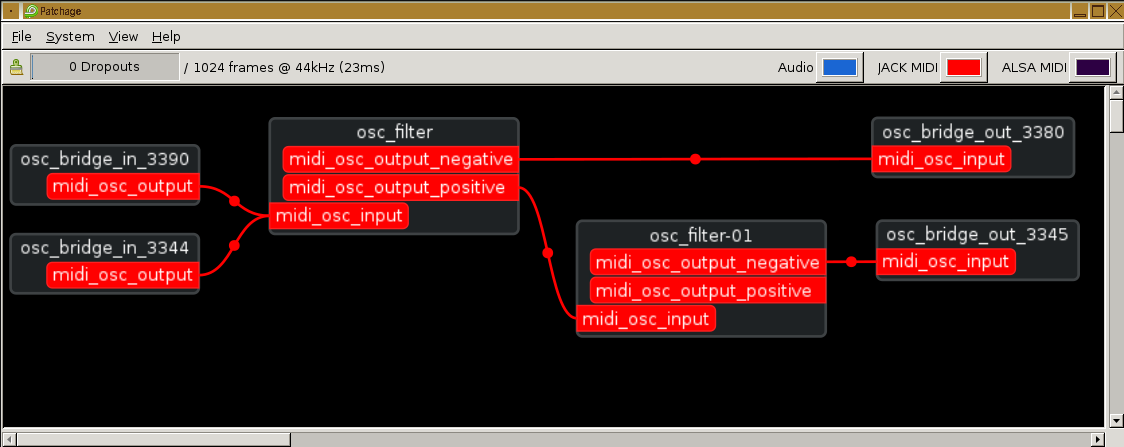 Patchage
File System View Help
0 Dropouts / 1024 frames @ 44kHz (23ms) Audio JACK MIDI ALSA MIDI
osc_bridge_in_3390
midi_osc_output
osc_bridge_in_3344
midi_osc_output
osc_filter
midi_osc_output_negative
midi_osc_output_positive
midi_osc_input
osc_filter-01
midi_osc_output_negative
midi_osc_output_positive
midi_osc_input
osc_bridge_out_3380
midi_osc_input
osc_bridge_out_3345
midi_osc_input